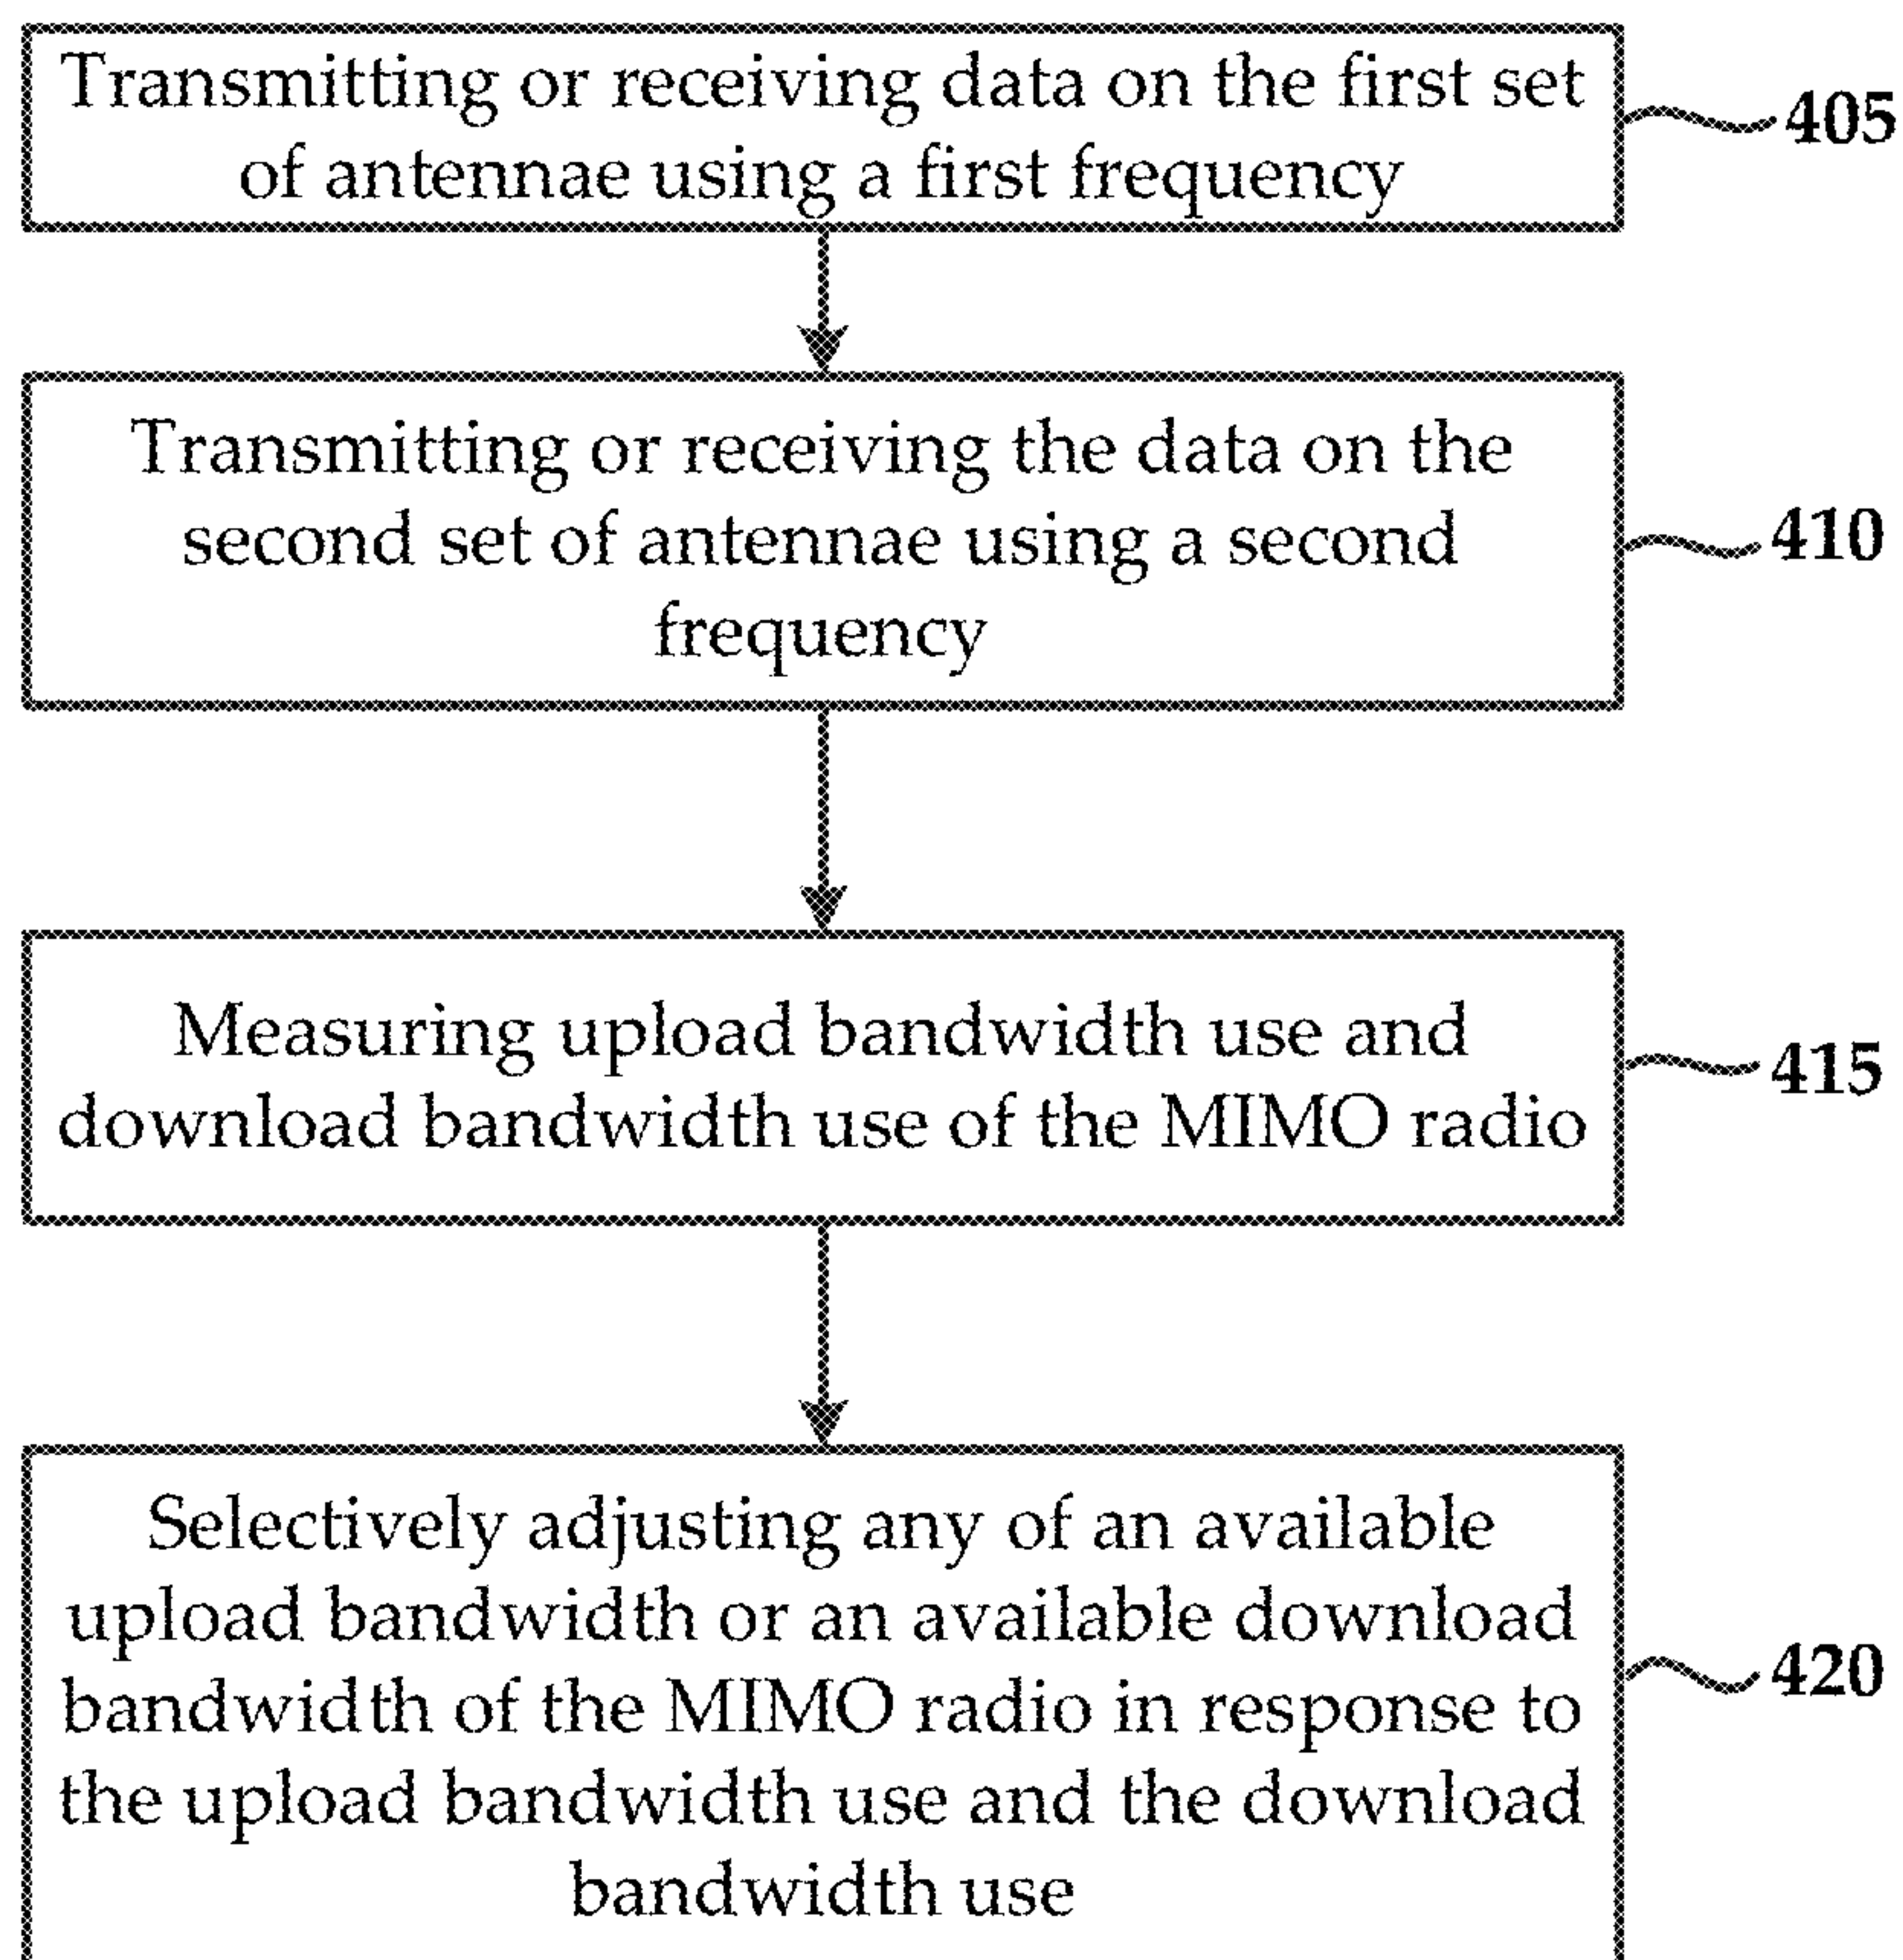 Transmitting or receiving data on the first set
of antennae using a first frequency
405
Transmitting or receiving the data on the
second set of antennae using a second
frequency
410
Measuring upload bandwidth use and
download bandwidth use of the MIMO radio
415
Selectively adjusting any of an available
upload bandwidth or an available download
bandwidth of the MIMO radio in response to
the upload bandwidth use and the download
bandwidth use
420